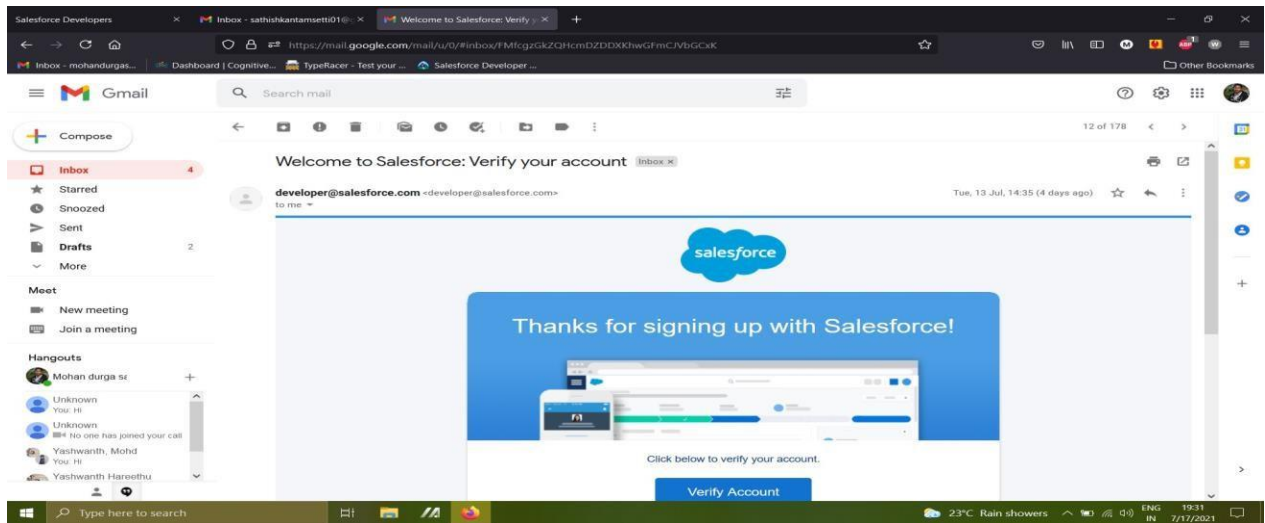 Salesforce Developers
Inbox - sathishkantamsetti01@
Welcome to Salesforce: Verify y
https://mail.google.com/mail/u/0/#inbox/FMfcgzGkZQHcmDZDDXKhwGFmCJVbGCxK
Inbox - mohandurgas...
Dashboard | Cognitive...
TypeRacer - Test your ...
Salesforce Developer ...
Other Bookmarks
Gmail
Search mail
Compose
12 of 178
Inbox 4
Starred
Snoozed
Sent
Drafts 2
More
Meet
New meeting
Join a meeting
Hangouts
Mohan durga sa
Unknown
You: Hi
Unknown
No one has joined your call
Yashwanth, Mohd
You: Hi
Yashwanth Hareethu
Welcome to Salesforce: Verify your account Inbox ×
developer@salesforce.com <developer@salesforce.com>
to me
Tue, 13 Jul, 14:35 (4 days ago)
salesforce
Thanks for signing up with Salesforce!
Click below to verify your account.
Verify Account
Type here to search
23°C Rain showers
ENG
IN
19:31
7/17/2021